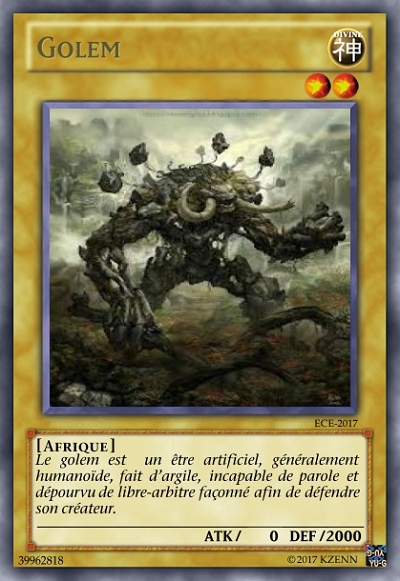 GOLEM
DIVINE
神
ECE-2017
[AFRIQUE]
Le golem est un être artificiel, généralement
humanoïde, fait d'argile, incapable de parole et
dépourvu de libre-arbitre façonné afin de défendre
son créateur.
ATK/ 0 DEF/2000
39962818
©2017 KZENN